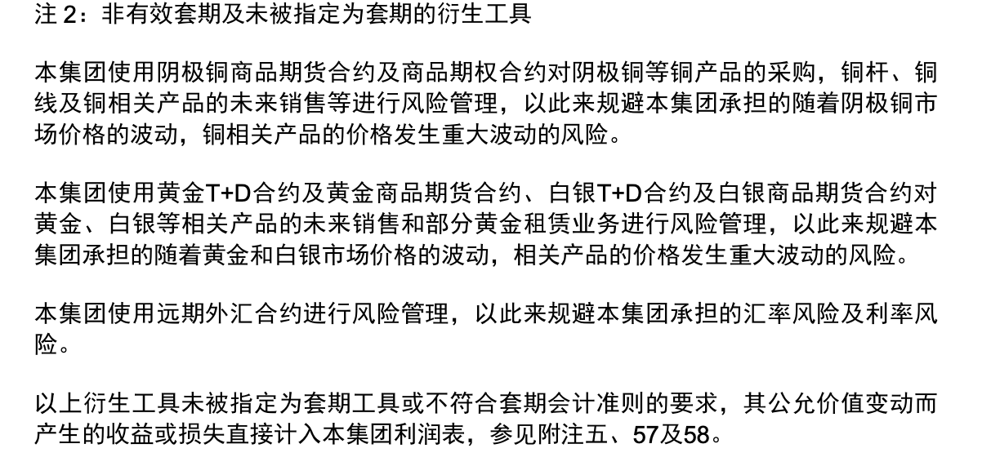 注 2：非有效套期及未被指定为套期的衍生工具
本集团使用阴极铜商品期货合约及商品期权合约对阴极铜等铜产品的采购，铜杆、铜
线及铜相关产品的未来销售等进行风险管理，以此来规避本集团承担的随着阴极铜市
场价格的波动，铜相关产品的价格发生重大波动的风险。
本集团使用黄金T+D合约及黄金商品期货合约、白银T+D合约及白银商品期货合约对
黄金、白银等相关产品的未来销售和部分黄金租赁业务进行风险管理，以此来规避本
集团承担的随着黄金和白银市场价格的波动，相关产品的价格发生重大波动的风险。
本集团使用远期外汇合约进行风险管理，以此来规避本集团承担的汇率风险及利率风
险。
以上衍生工具未被指定为套期工具或不符合套期会计准则的要求，其公允价值变动而
产生的收益或损失直接计入本集团利润表，参见附注五、57及58。